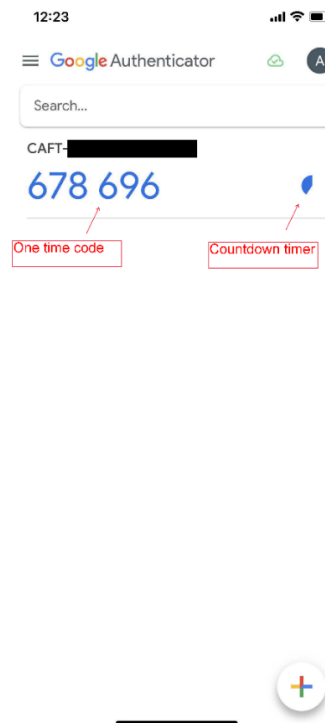 12:23
Google Authenticator
A
Search...
CAFT-
678 696
One time code
Countdown timer